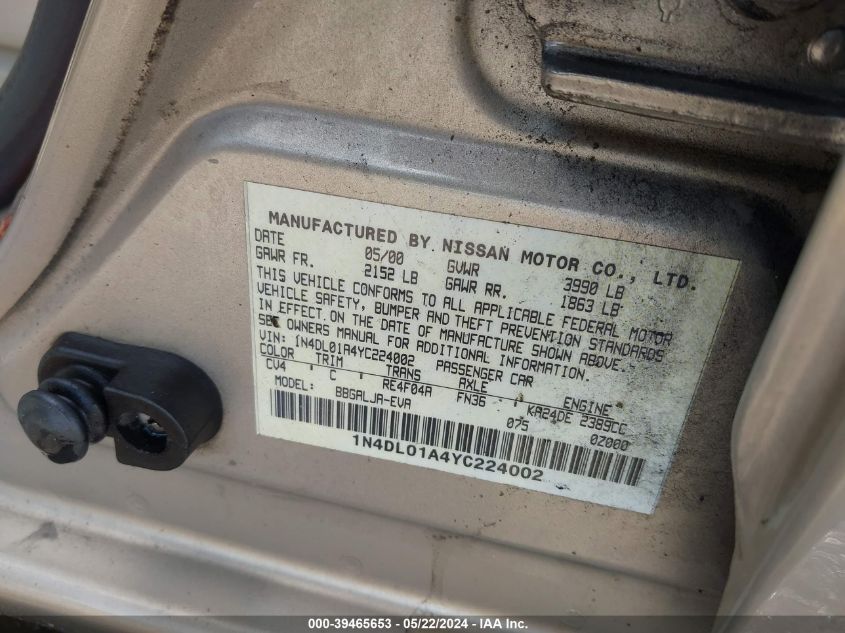 MANUFACTURED BY NISSAN MOTOR CO., LTD.
DATE 05/00 GVWR 3990 LB
GAWR FR. 2152 LB GAWR RR. 1863 LB
THIS VEHICLE CONFORMS TO ALL APPLICABLE FEDERAL MOTOR
VEHICLE SAFETY, BUMPER AND THEFT PREVENTION STANDARDS
IN EFFECT ON THE DATE OF MANUFACTURE SHOWN ABOVE.
SEE OWNERS MANUAL FOR ADDITIONAL INFORMATION.
VIN: 1N4DL01A4YC224002 PASSENGER CAR
COLOR TRIM TRANS AXLE ENGINE
CV4 C RE4F04A FN36 KA24DE 2389CC
MODEL: BBGALJA-EVA 075 0Z000
1N4DL01A4YC224002
000-39465653 - 05/22/2024 - IAA Inc.